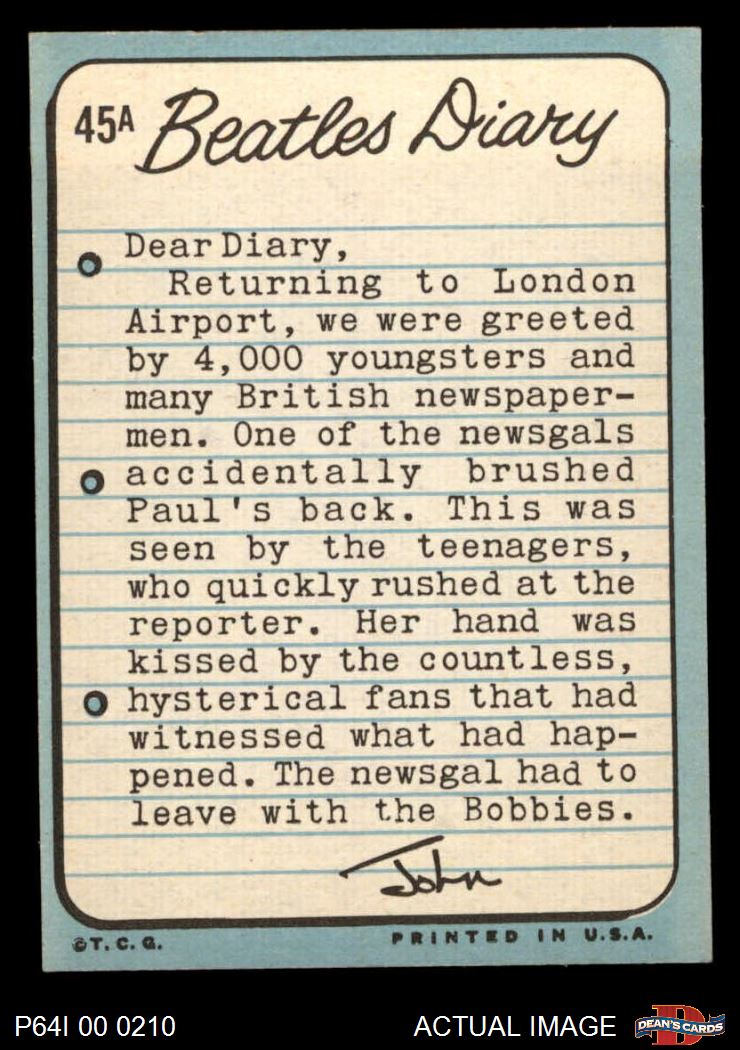 45A Beatles Diary
Dear Diary,
Returning to London
Airport, we were greeted
by 4,000 youngsters and
many British newspaper-
men. One of the newsgals
accidentally brushed
Paul's back. This was
seen by the teenagers,
who quickly rushed at the
reporter. Her hand was
kissed by the countless,
hysterical fans that had
witnessed what had hap-
pened. The newsgal had to
leave with the Bobbies.
John
©T.C.G. PRINTED IN U.S.A.
P64I 00 0210 ACTUAL IMAGE D DEAN'S CARDS